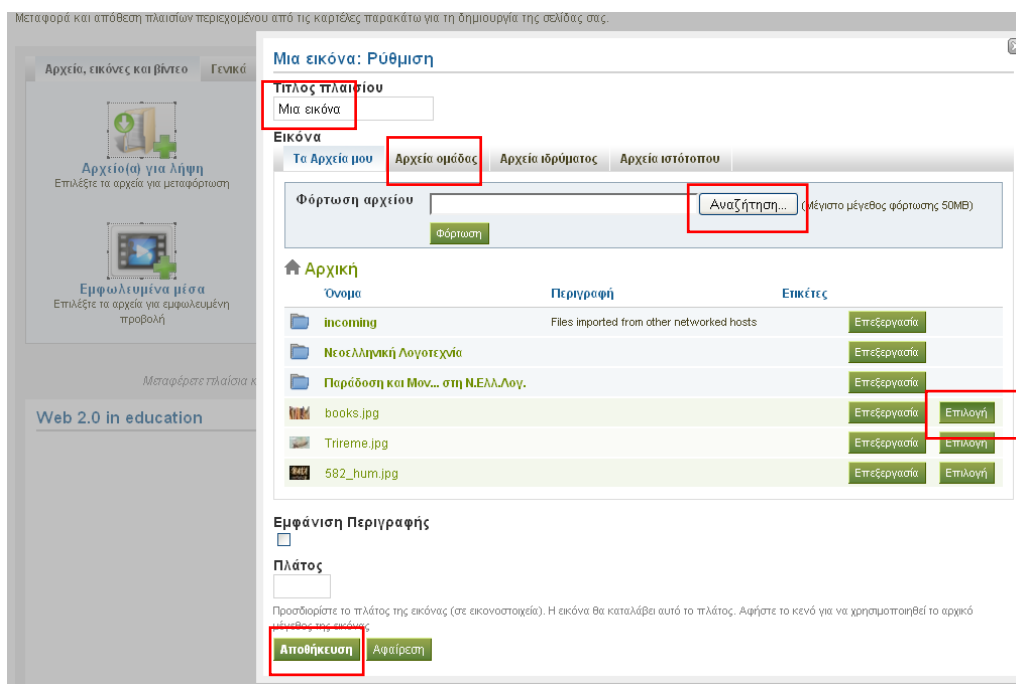 Μεταφορά και απόθεση πλαισίων περιεχομένου από τις καρτέλες παρακάτω για τη δημιουργία της σελίδας σας.
Αρχεία, εικόνες και βίντεο Γενικά
Αρχείο(α) για λήψη
Επιλέξτε τα αρχεία για μεταφόρτωση
Εμφωλευμένα μέσα
Επιλέξτε τα αρχεία για εμφωλευμένη
προβολή
Μεταφέρετε πλαίσια κ
Web 2.0 in education
Μια εικόνα: Ρύθμιση
Τίτλος πλαισίου
Μια εικόνα
Εικόνα
Τα Αρχεία μου Αρχεία ομάδας Αρχεία ιδρύματος Αρχεία ιστότοπου
Φόρτωση αρχείου Αναζήτηση... (Μέγιστο μέγεθος φόρτωσης 50MB)
Φόρτωση
Αρχική
Όνομα Περιγραφή Ετικέτες
incoming Files imported from other networked hosts Επεξεργασία
Νεοελληνική Λογοτεχνία Επεξεργασία
Παράδοση και Μον... στη Ν.Ελλ.Λογ. Επεξεργασία
books.jpg Επεξεργασία Επιλογή
Trireme.jpg Επεξεργασία Επιλογή
582_hum.jpg Επεξεργασία Επιλογή
Εμφάνιση Περιγραφής
Πλάτος
Προσδιορίστε το πλάτος της εικόνας (σε εικονοστοιχεία). Η εικόνα θα καταλάβει αυτό το πλάτος. Αφήστε το κενό για να χρησιμοποιηθεί το αρχικό
μέγεθος της εικόνας
Αποθήκευση Αφαίρεση